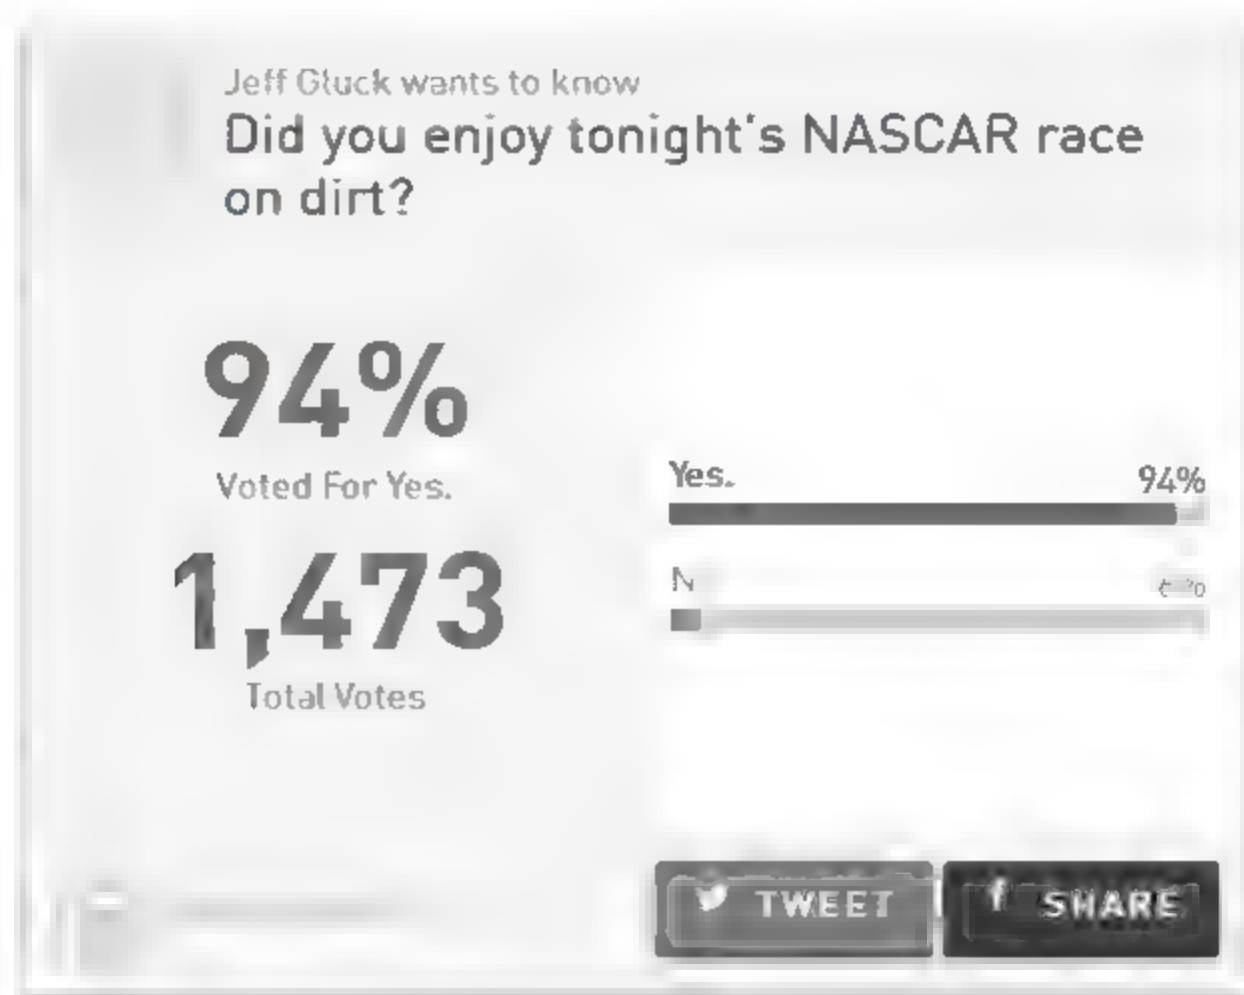 Jeff Gluck wants to know
Did you enjoy tonight's NASCAR race
on dirt?
94%
Voted For Yes.
1,473
Total Votes
Yes. 94%
TWEET
SHARE